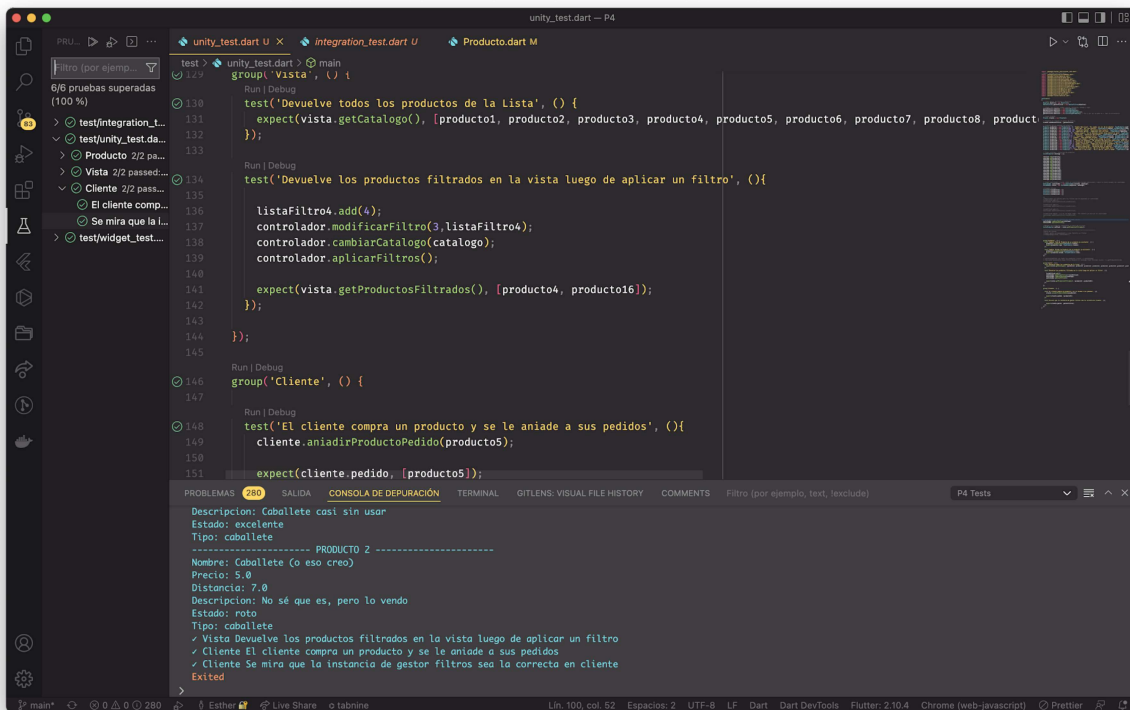 unity_test.dart — P4
PRU...
unity_test.dart U
integration_test.dart U
Producto.dart M
Filtro (por ejemp...
6/6 pruebas superadas
(100 %)
test/integration_t...
test/unity_test.da...
Producto 2/2 pa...
Vista 2/2 passed:...
Cliente 2/2 pass...
El cliente comp...
Se mira que la i...
test/widget_test....
83
test > unity_test.dart > main
129 group('Vista', () {
Run | Debug
130 test('Devuelve todos los productos de la Lista', () {
131 expect(vista.getCatalogo(), [producto1, producto2, producto3, producto4, producto5, producto6, producto7, producto8, product
132 });
133
Run | Debug
134 test('Devuelve los productos filtrados en la vista luego de aplicar un filtro', (){
135
136 listaFiltro4.add(4);
137 controlador.modificarFiltro(3,listaFiltro4);
138 controlador.cambiarCatalogo(catalogo);
139 controlador.aplicarFiltros();
140
141 expect(vista.getProductosFiltrados(), [producto4, producto16]);
142 });
143
144 });
145
Run | Debug
146 group('Cliente', () {
147
Run | Debug
148 test('El cliente compra un producto y se le aniade a sus pedidos', (){
149 cliente.aniadirProductoPedido(producto5);
150
151 expect(cliente.pedido, [producto5]);
PROBLEMAS 280 SALIDA CONSOLA DE DEPURACIÓN TERMINAL GITLENS: VISUAL FILE HISTORY COMMENTS Filtro (por ejemplo, text, !exclude) P4 Tests
Descripcion: Caballete casi sin usar
Estado: excelente
Tipo: caballete
---------------------- PRODUCTO 2 ----------------------
Nombre: Caballete (o eso creo)
Precio: 5.0
Distancia: 7.0
Descripcion: No sé que es, pero lo vendo
Estado: roto
Tipo: caballete
✓ Vista Devuelve los productos filtrados en la vista luego de aplicar un filtro
✓ Cliente El cliente compra un producto y se le aniade a sus pedidos
✓ Cliente Se mira que la instancia de gestor filtros sea la correcta en cliente
Exited
main* 0 0 280 Esther Live Share tabnine Lín. 100, col. 52 Espacios: 2 UTF-8 LF Dart Dart DevTools Flutter: 2.10.4 Chrome (web-javascript) Prettier